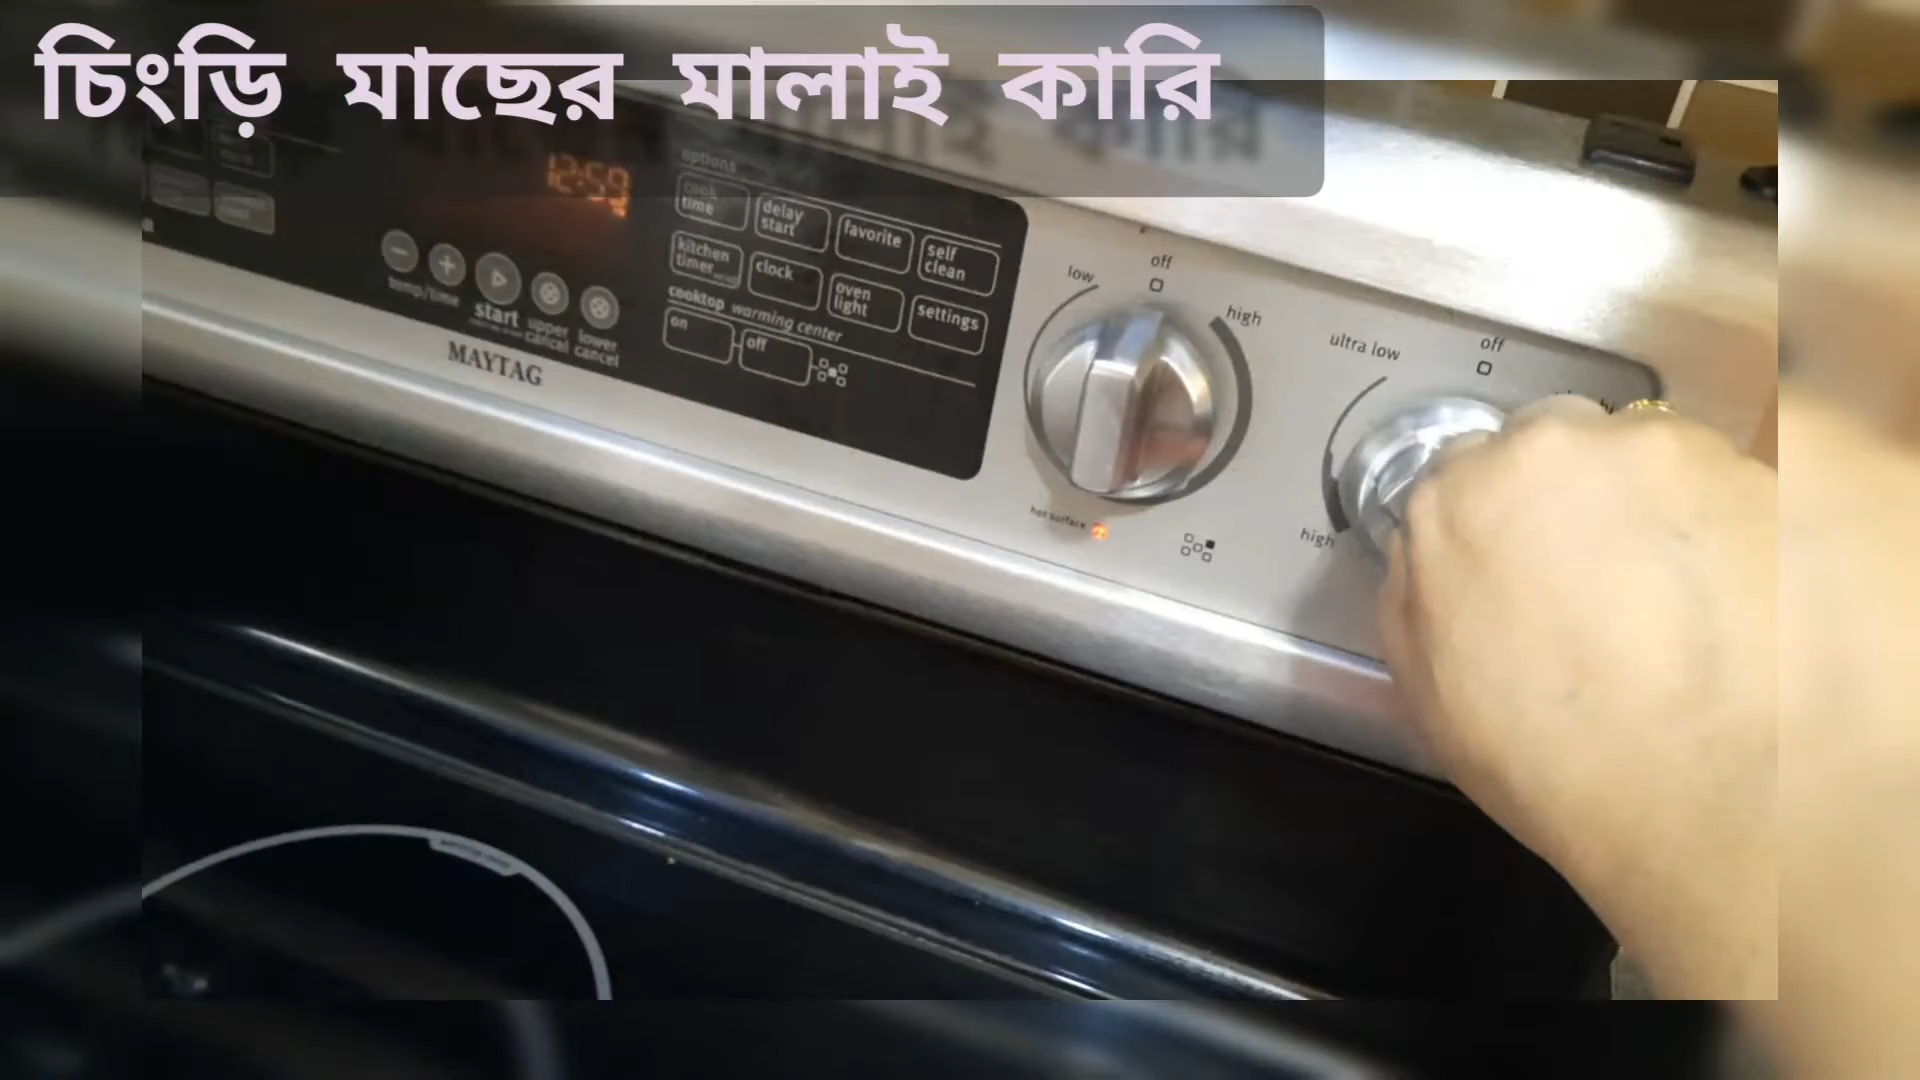 চিংড়ি মাছের মালাই কারি
12:59
options
cook time
delay start
favorite
self clean
kitchen timer
clock
oven light
settings
cooktop warming center
on
off
temp/time
start
upper cancel
lower cancel
MAYTAG
low
off
high
hot surface
ultra low
off
high